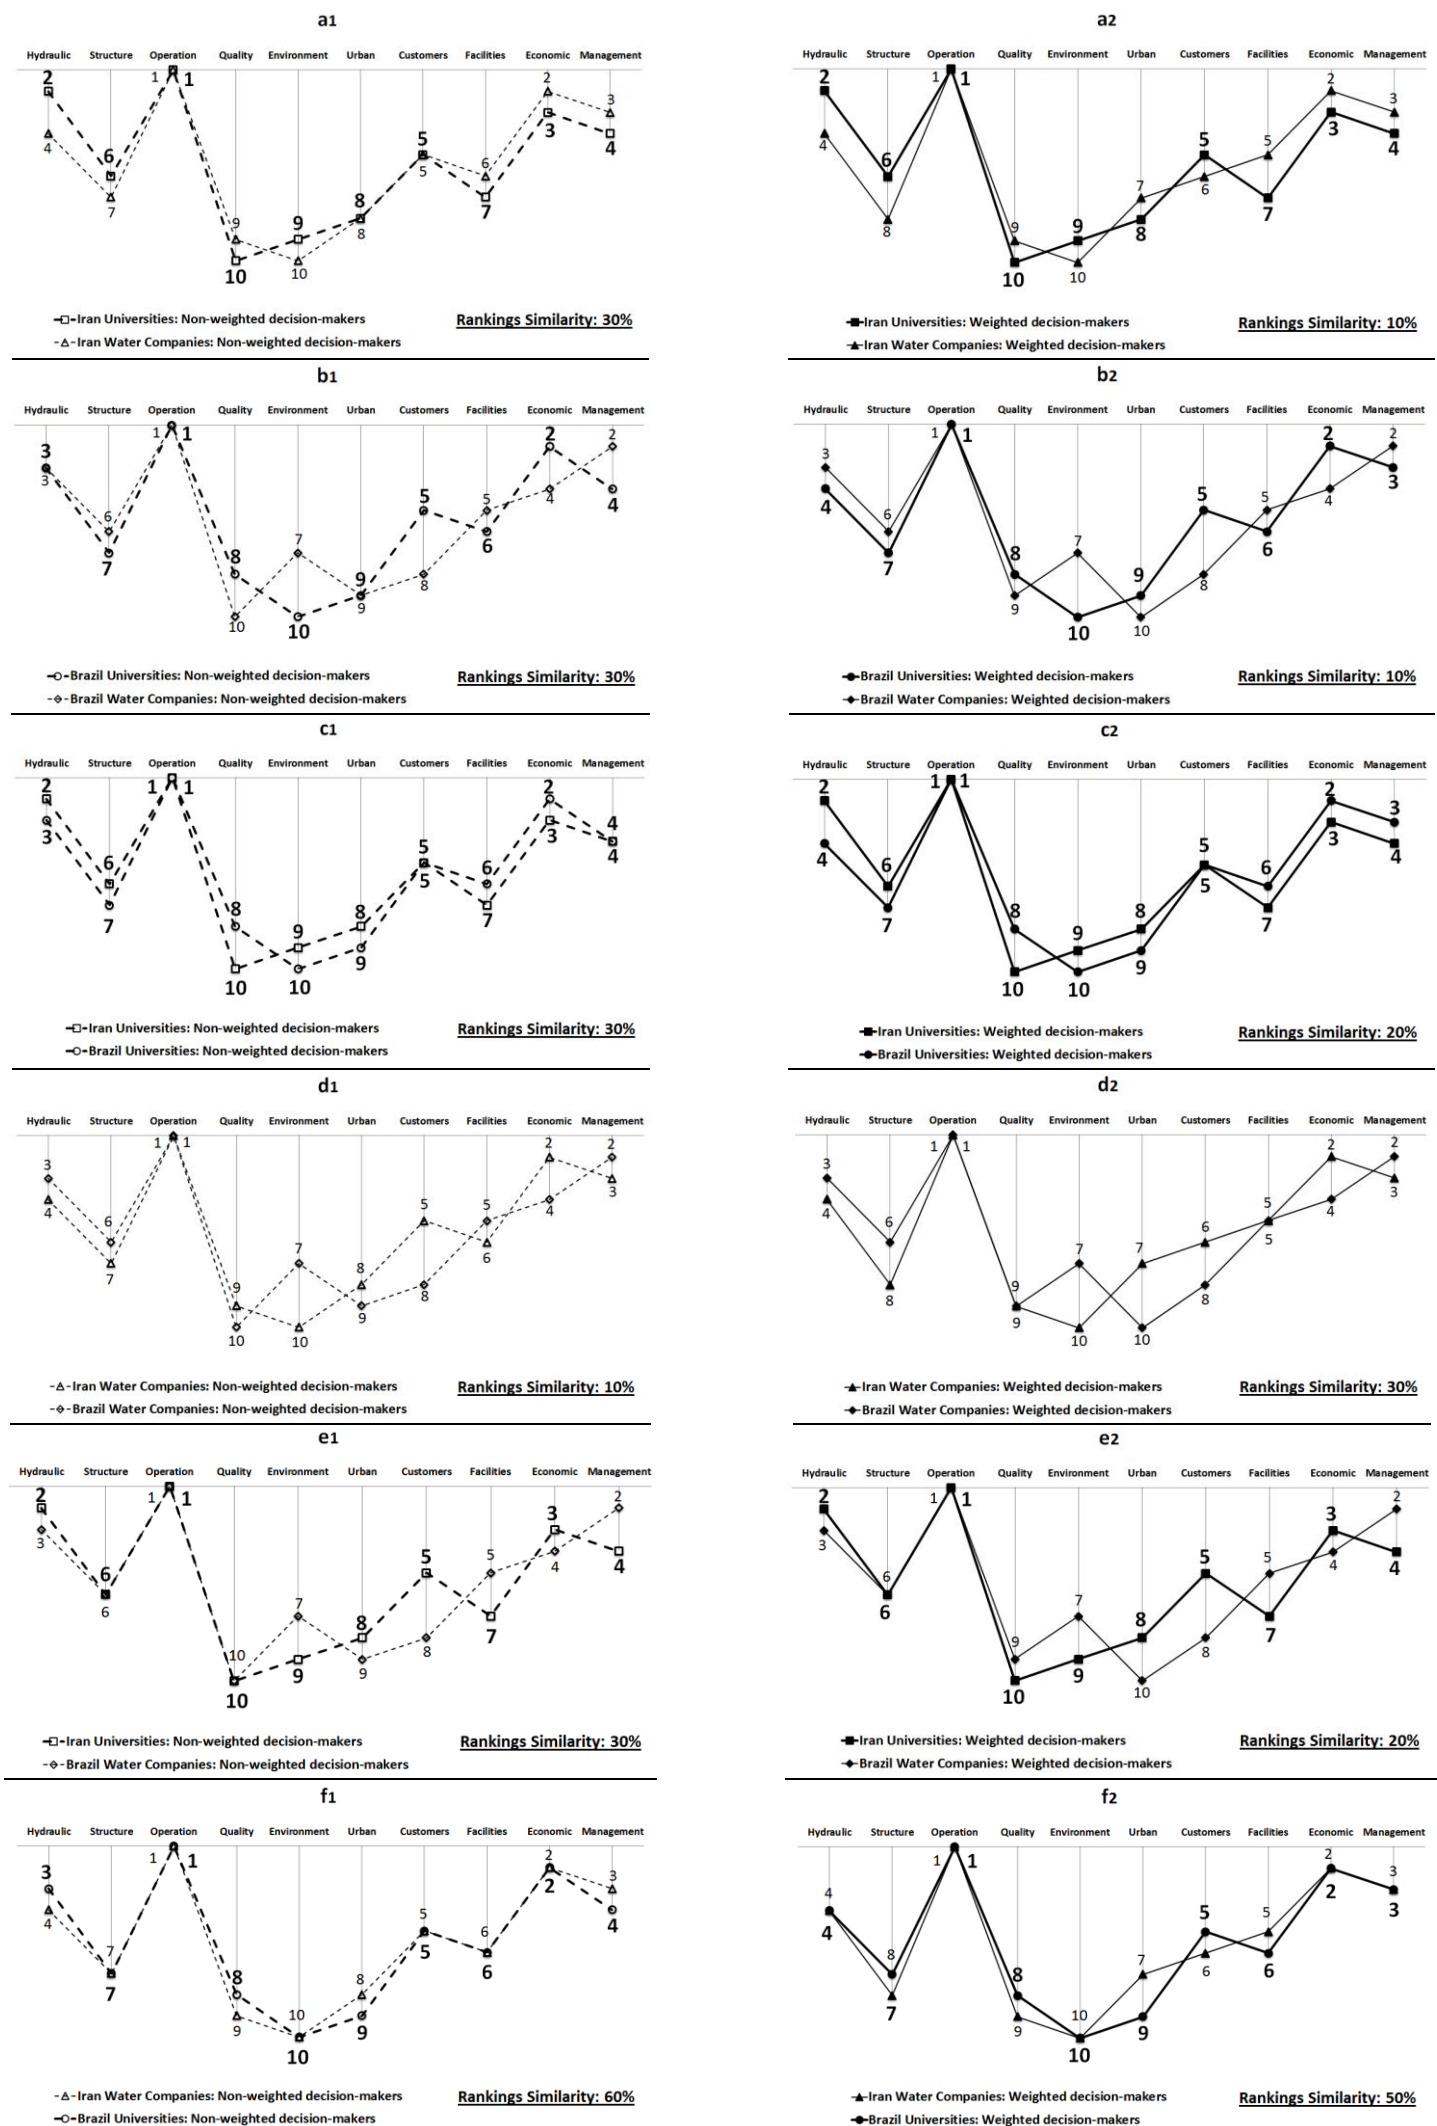 a1
Hydraulic Structure Operation Quality Environment Urban Customers Facilities Economic Management
2 1 1 2
3
3
4 5 4
6 5 6
7 8 7
9 9 8
10 10
Iran Universities: Non-weighted decision-makers
Rankings Similarity: 30%
Iran Water Companies: Non-weighted decision-makers
a2
Hydraulic Structure Operation Quality Environment Urban Customers Facilities Economic Management
2 1 1 2
3
3
4 5 5 4
6 7 6
8 9 9 8 7
10 10
Iran Universities: Weighted decision-makers
Rankings Similarity: 10%
Iran Water Companies: Weighted decision-makers
b1
Hydraulic Structure Operation Quality Environment Urban Customers Facilities Economic Management
1 1 2 2
3
3
5 5 4 4
6 7 6
7 8 9 8
10 10 9
Brazil Universities: Non-weighted decision-makers
Rankings Similarity: 30%
Brazil Water Companies: Non-weighted decision-makers
b2
Hydraulic Structure Operation Quality Environment Urban Customers Facilities Economic Management
1 1 2 2
3
4 5 5 4 3
6 7 6
7 8 9 8
9 10 10
Brazil Universities: Weighted decision-makers
Rankings Similarity: 10%
Brazil Water Companies: Weighted decision-makers
c1
Hydraulic Structure Operation Quality Environment Urban Customers Facilities Economic Management
2 1 1 2
3 5 3 4
4
6 5 6
7 8 9 8 7
9
10 10
Iran Universities: Non-weighted decision-makers
Rankings Similarity: 30%
Brazil Universities: Non-weighted decision-makers
c2
Hydraulic Structure Operation Quality Environment Urban Customers Facilities Economic Management
2 1 1 2
3
4 5 3 4
6 5 6
7 8 9 8 7
9
10 10
Iran Universities: Weighted decision-makers
Rankings Similarity: 20%
Brazil Universities: Weighted decision-makers
d1
Hydraulic Structure Operation Quality Environment Urban Customers Facilities Economic Management
1 1 2 2
3
3
4 5 5 4
6 7 6
7 9 8 8
10 10 9
Iran Water Companies: Non-weighted decision-makers
Rankings Similarity: 10%
Brazil Water Companies: Non-weighted decision-makers
d2
Hydraulic Structure Operation Quality Environment Urban Customers Facilities Economic Management
1 1 2 2
3
3
4 5 4
6 7 7 6 5
8 9 8
9 10 10
Iran Water Companies: Weighted decision-makers
Rankings Similarity: 30%
Brazil Water Companies: Weighted decision-makers
e1
Hydraulic Structure Operation Quality Environment Urban Customers Facilities Economic Management
2 1 1 2
3 3
5 5 4 4
6
6 7 8 7
10 9 9 8
10
Iran Universities: Non-weighted decision-makers
Rankings Similarity: 30%
Brazil Water Companies: Non-weighted decision-makers
e2
Hydraulic Structure Operation Quality Environment Urban Customers Facilities Economic Management
2 1 1 2
3 3
6 5 5 4 4
6 7 8 7
9 9 8
10 10
Iran Universities: Weighted decision-makers
Rankings Similarity: 20%
Brazil Water Companies: Weighted decision-makers
f1
Hydraulic Structure Operation Quality Environment Urban Customers Facilities Economic Management
1 1 2
3 2 3
4 5 4
7 5 6
7 8 8 6
9 10 9
10
Iran Water Companies: Non-weighted decision-makers
Rankings Similarity: 60%
Brazil Universities: Non-weighted decision-makers
f2
Hydraulic Structure Operation Quality Environment Urban Customers Facilities Economic Management
1 1 2 3
4 2 3
4 5 5
8 8 7 6 6
7 9 10 9
10
Iran Water Companies: Weighted decision-makers
Rankings Similarity: 50%
Brazil Universities: Weighted decision-makers